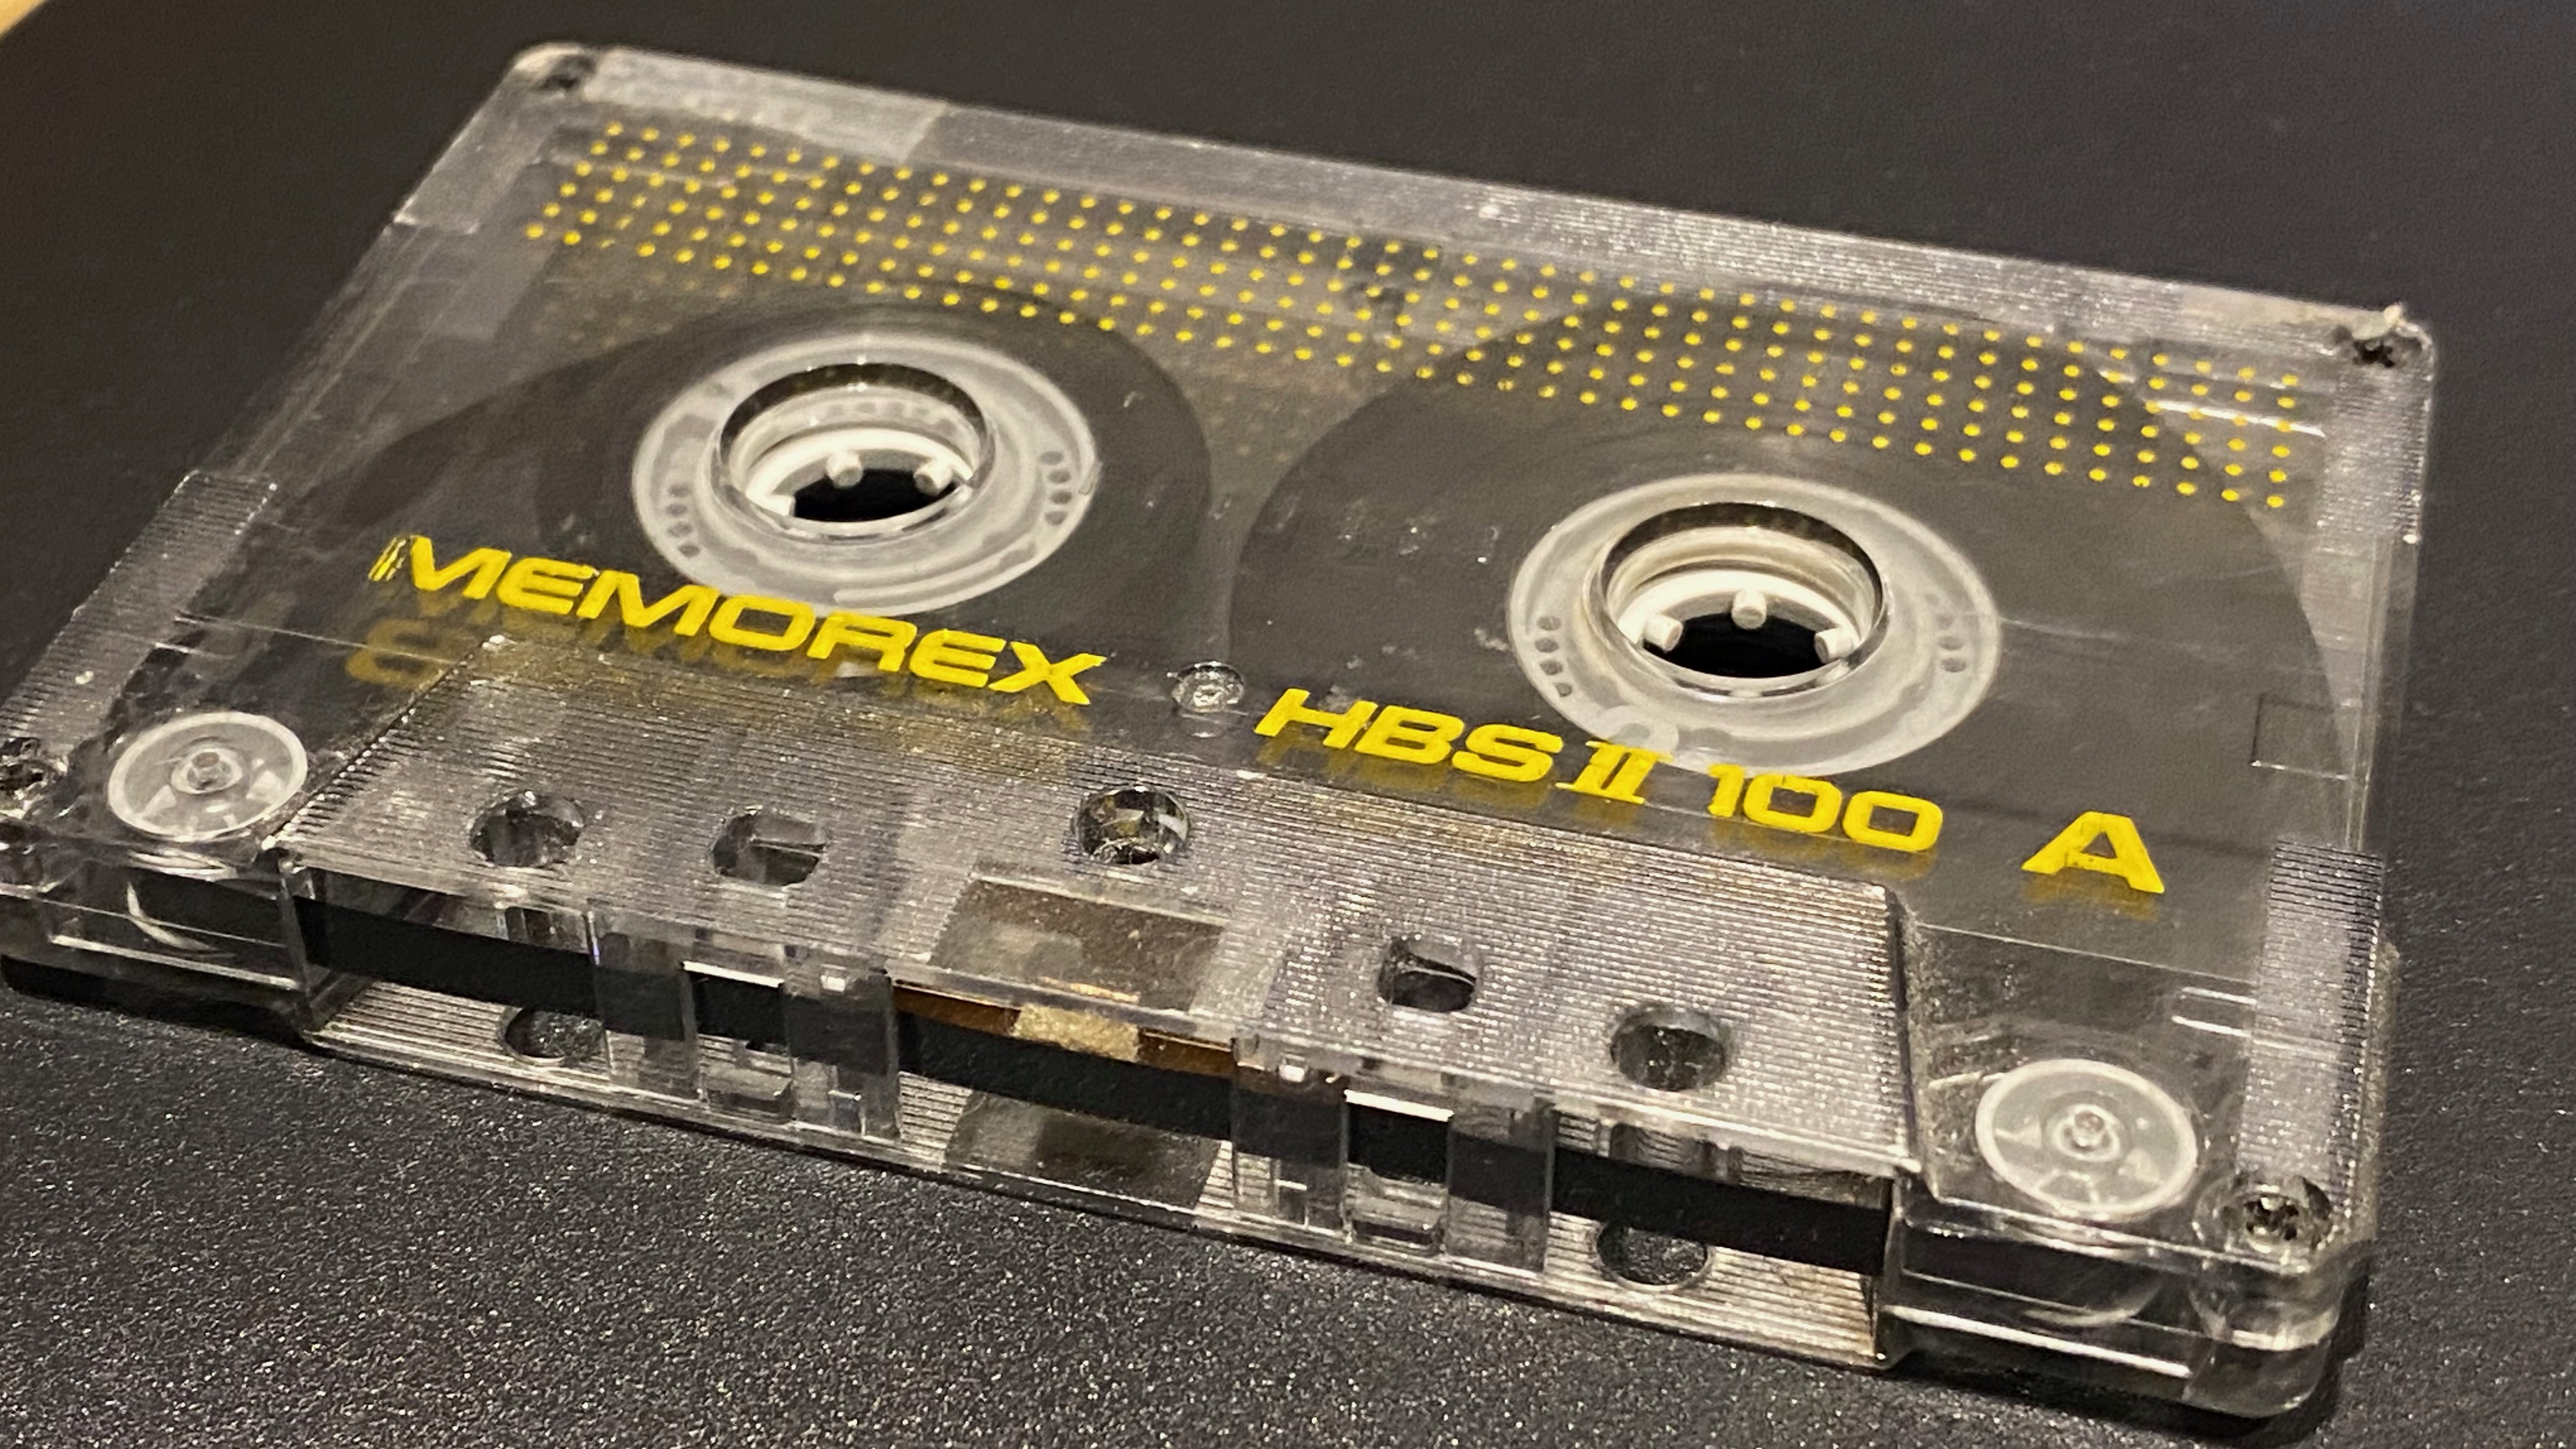 MEMOREX HBS II 100 A